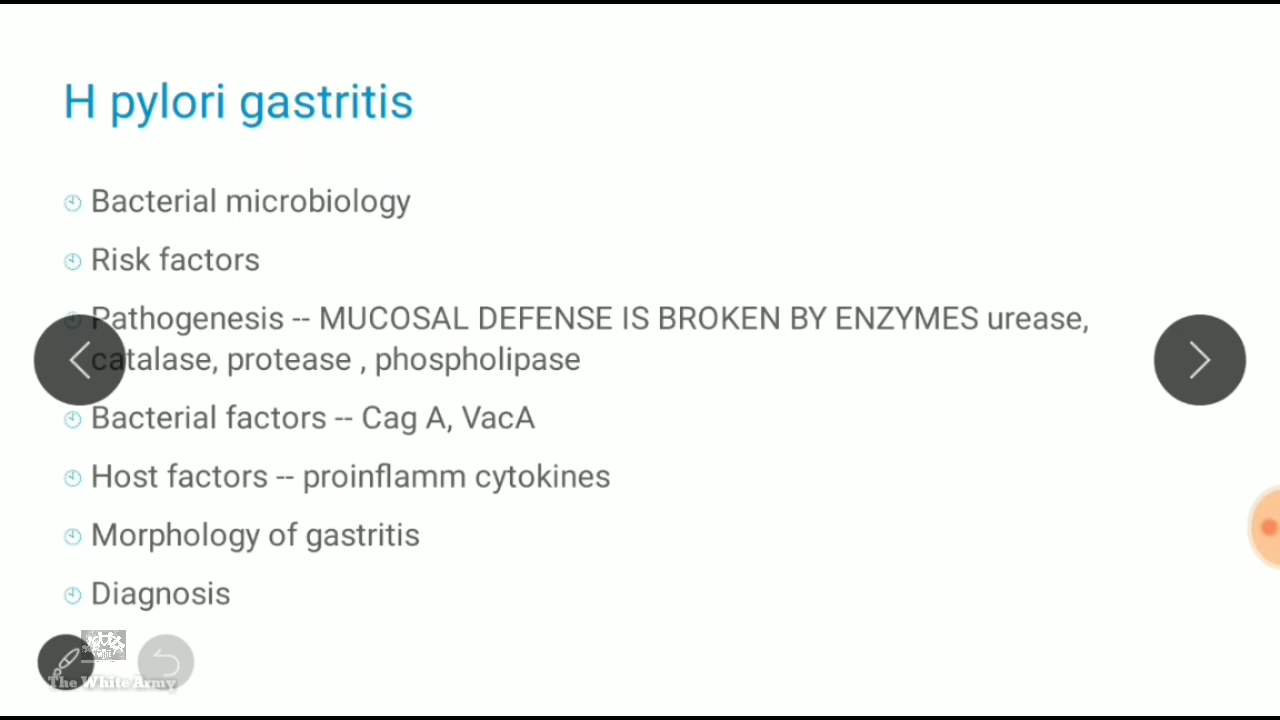 H pylori gastritis
Bacterial microbiology
Risk factors
Pathogenesis -- MUCOSAL DEFENSE IS BROKEN BY ENZYMES urease,
catalase, protease , phospholipase
Bacterial factors -- Cag A, VacA
Host factors -- proinflamm cytokines
Morphology of gastritis
Diagnosis
The White Army